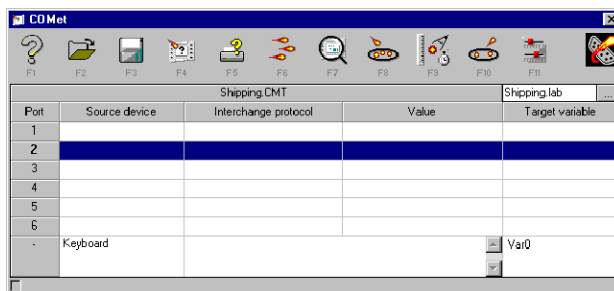 COMet
F1 F2 F3 F4 F5 F6 F7 F8 F9 F10 F11
Shipping.CMT Shipping.lab ...
Port Source device Interchange protocol Value Target variable
1
2
3
4
5
6
- Keyboard Var0